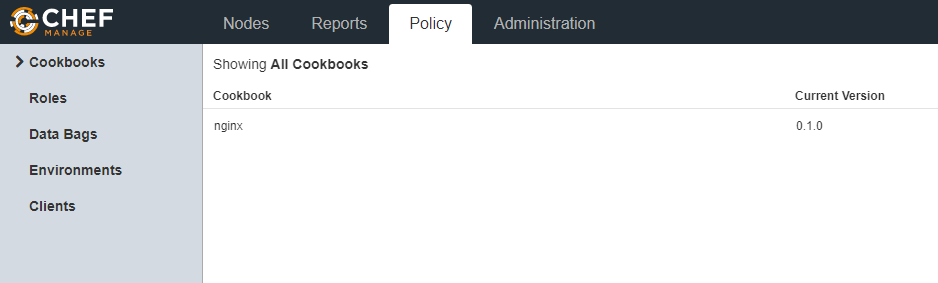 CHEF
MANAGE
Nodes Reports Policy Administration
Cookbooks
Roles
Data Bags
Environments
Clients
Showing All Cookbooks
Cookbook Current Version
nginx 0.1.0